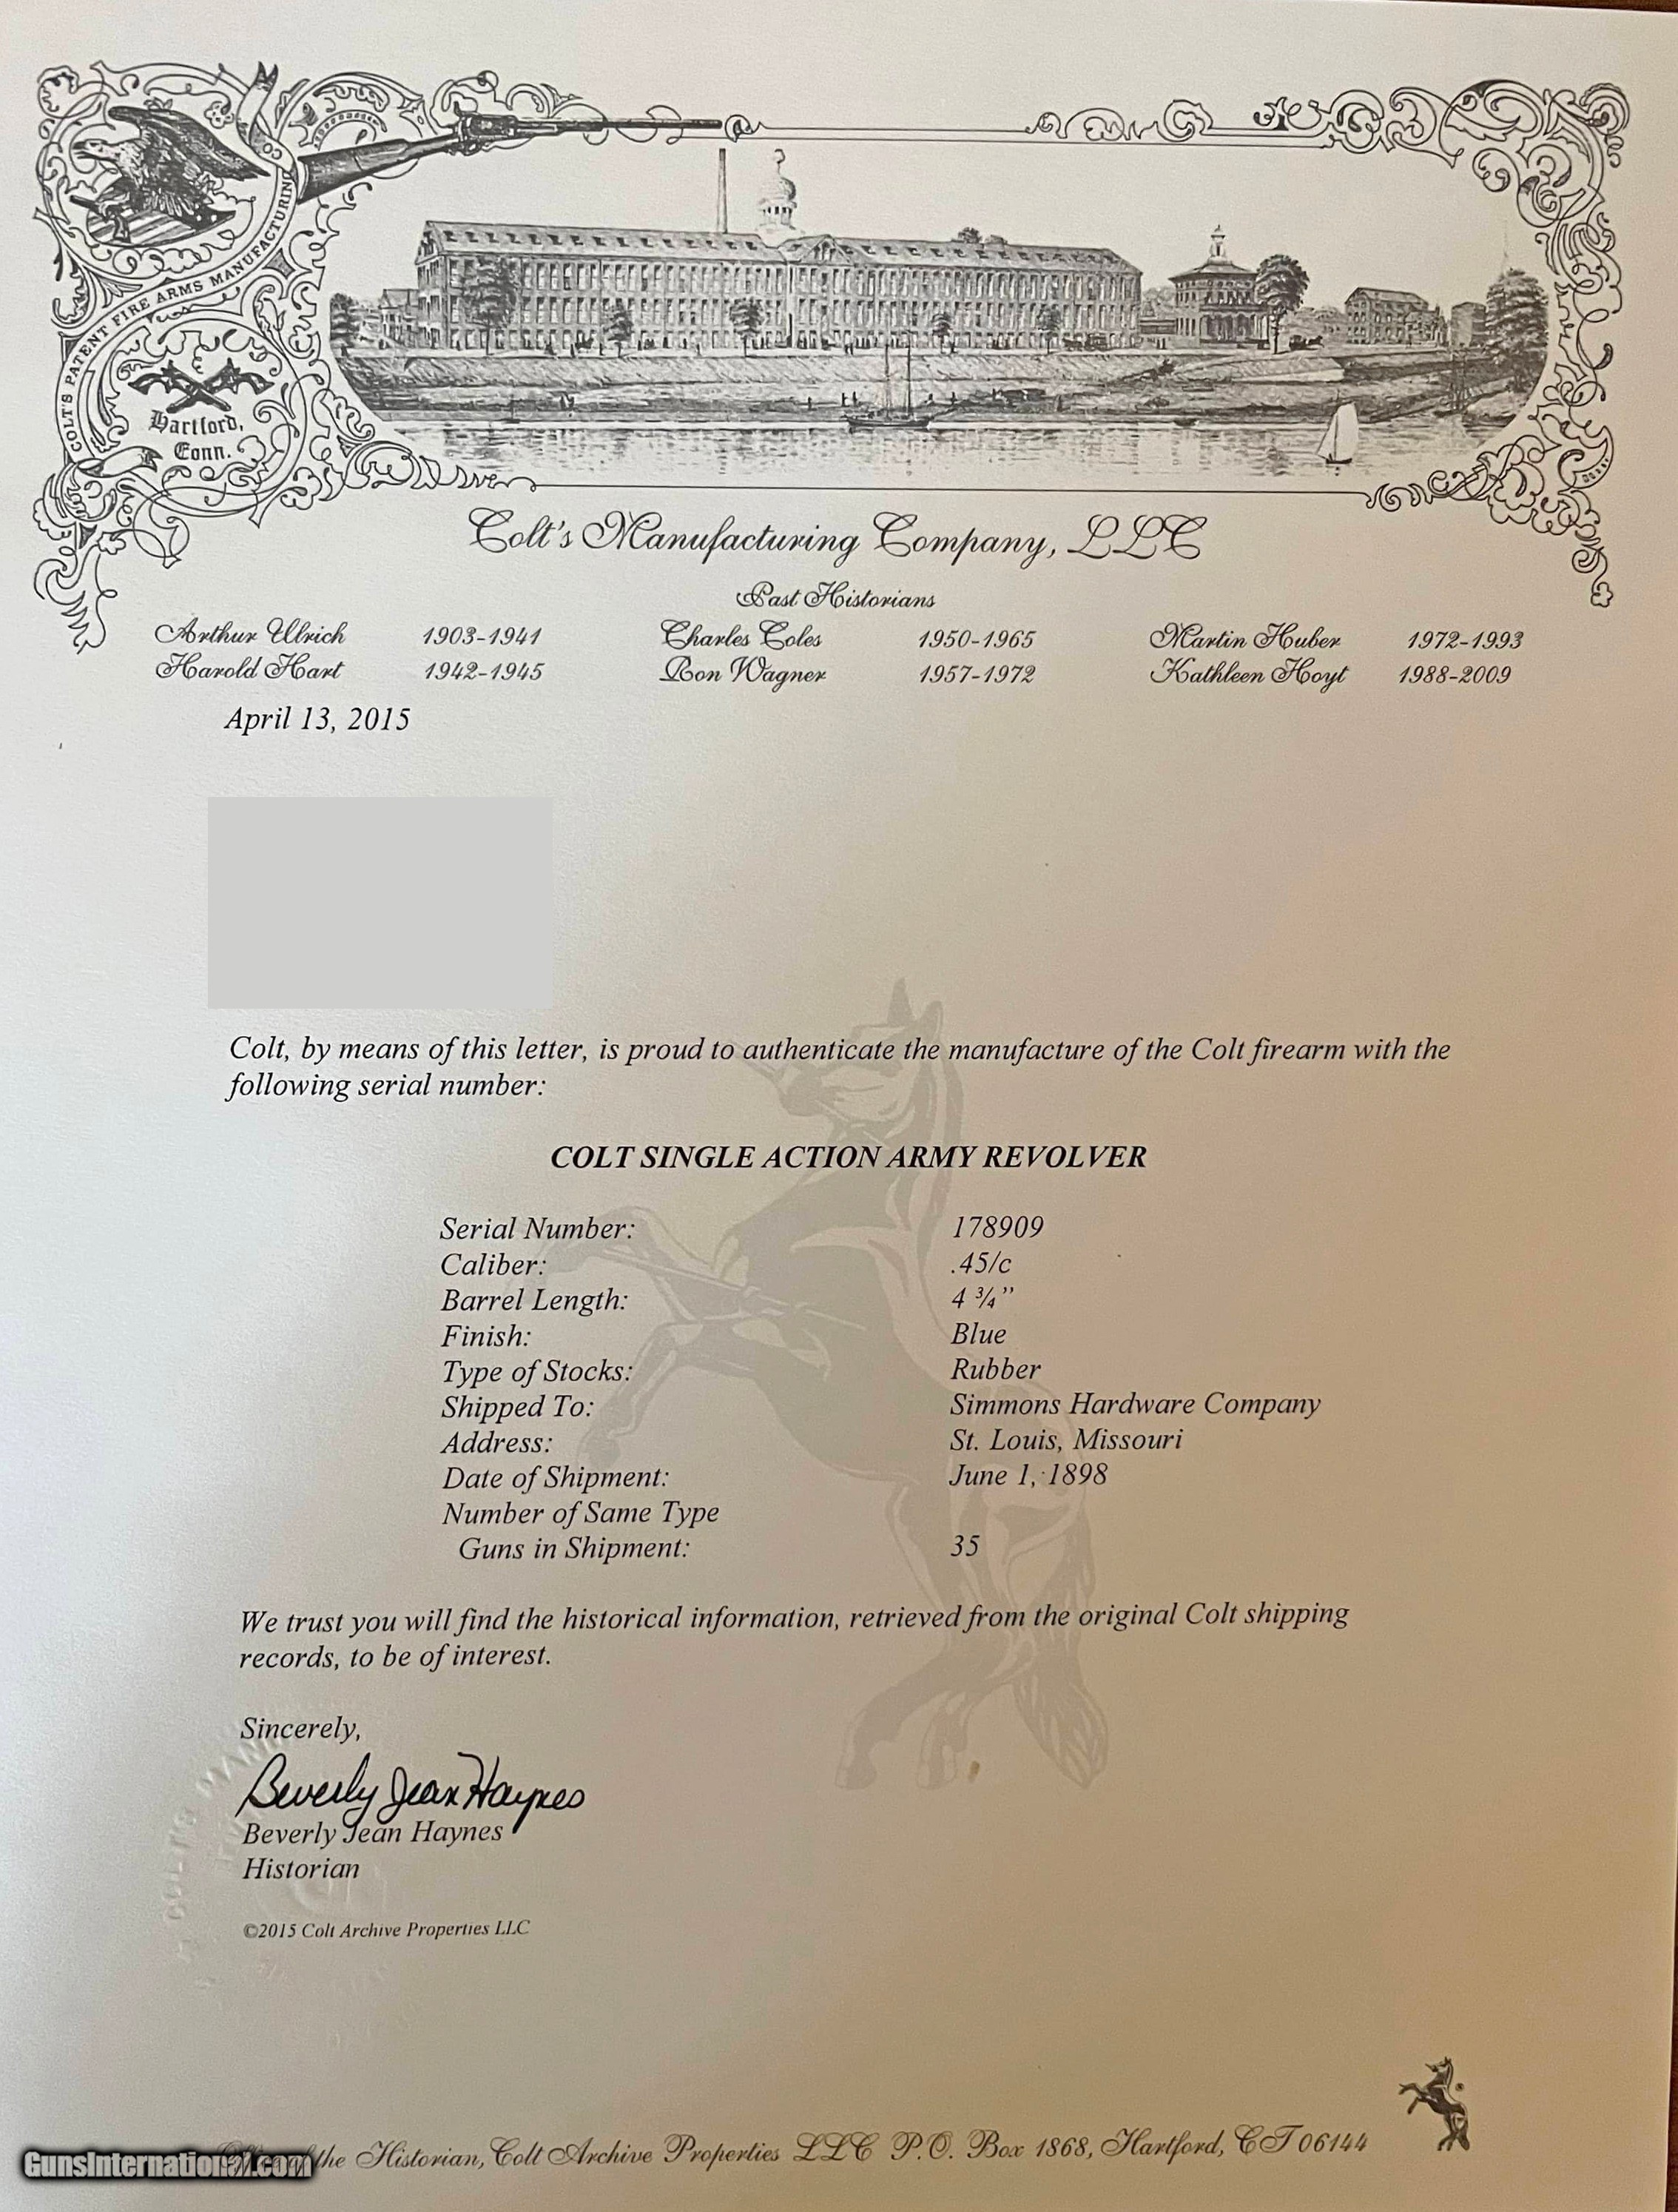 COLT'S PATENT FIRE ARMS MANUFACTURING CO
Hartford,
Conn.
Colt's Manufacturing Company, LLC
Past Historians
Arthur Ulrich 1903-1941 Charles Coles 1950-1965 Martin Huber 1972-1993
Harold Hart 1942-1945 Ron Wagner 1957-1972 Kathleen Hoyt 1988-2009
April 13, 2015
Colt, by means of this letter, is proud to authenticate the manufacture of the Colt firearm with the
following serial number:
COLT SINGLE ACTION ARMY REVOLVER
Serial Number: 178909
Caliber: .45/c
Barrel Length: 4 ¾”
Finish: Blue
Type of Stocks: Rubber
Shipped To: Simmons Hardware Company
Address: St. Louis, Missouri
Date of Shipment: June 1, 1898
Number of Same Type
Guns in Shipment: 35
We trust you will find the historical information, retrieved from the original Colt shipping
records, to be of interest.
Sincerely,
Beverly Jean Haynes
Beverly Jean Haynes
Historian
©2015 Colt Archive Properties LLC
the Historian, Colt Archive Properties LLC P.O. Box 1868, Hartford, CT 06144
GunsInternational.com